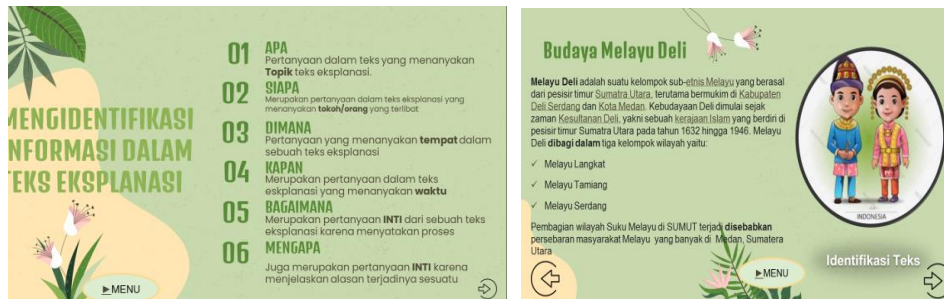 MENGIDENTIFIKASI
INFORMASI DALAM
TEKS EKSPLANASI
01 APA
Pertanyaan dalam teks yang menanyakan
Topik teks eksplanasi.
02 SIAPA
Merupakan pertanyaan dalam teks eksplanasi yang
menanyakan tokoh/orang yang terlibat
03 DIMANA
Pertanyaan yang menanyakan tempat dalam
sebuah teks eksplanasi
04 KAPAN
Merupakan pertanyaan dalam teks
eskplanasi yang menanyakan waktu
05 BAGAIMANA
Merupakan pertanyaan INTI dari sebuah teks
eksplanasi karena menyatakan proses
06 MENGAPA
Juga merupakan pertanyaan INTI karena
menjelaskan alasan terjadinya sesuatu
MENU
Budaya Melayu Deli
Melayu Deli adalah suatu kelompok sub-etnis Melayu yang berasal
dari pesisir timur Sumatra Utara, terutama bermukim di Kabupaten
Deli Serdang dan Kota Medan. Kebudayaan Deli dimulai sejak
zaman Kesultanan Deli, yakni sebuah kerajaan Islam yang berdiri di
pesisir timur Sumatra Utara pada tahun 1632 hingga 1946. Melayu
Deli dibagi dalam tiga kelompok wilayah yaitu:
✓ Melayu Langkat
✓ Melayu Tamiang
✓ Melayu Serdang
Pembagian wilayah Suku Melayu di SUMUT terjadi disebabkan
persebaran masyarakat Melayu yang banyak di Medan, Sumatera
Utara
INDONESIA
Identifikasi Teks
MENU